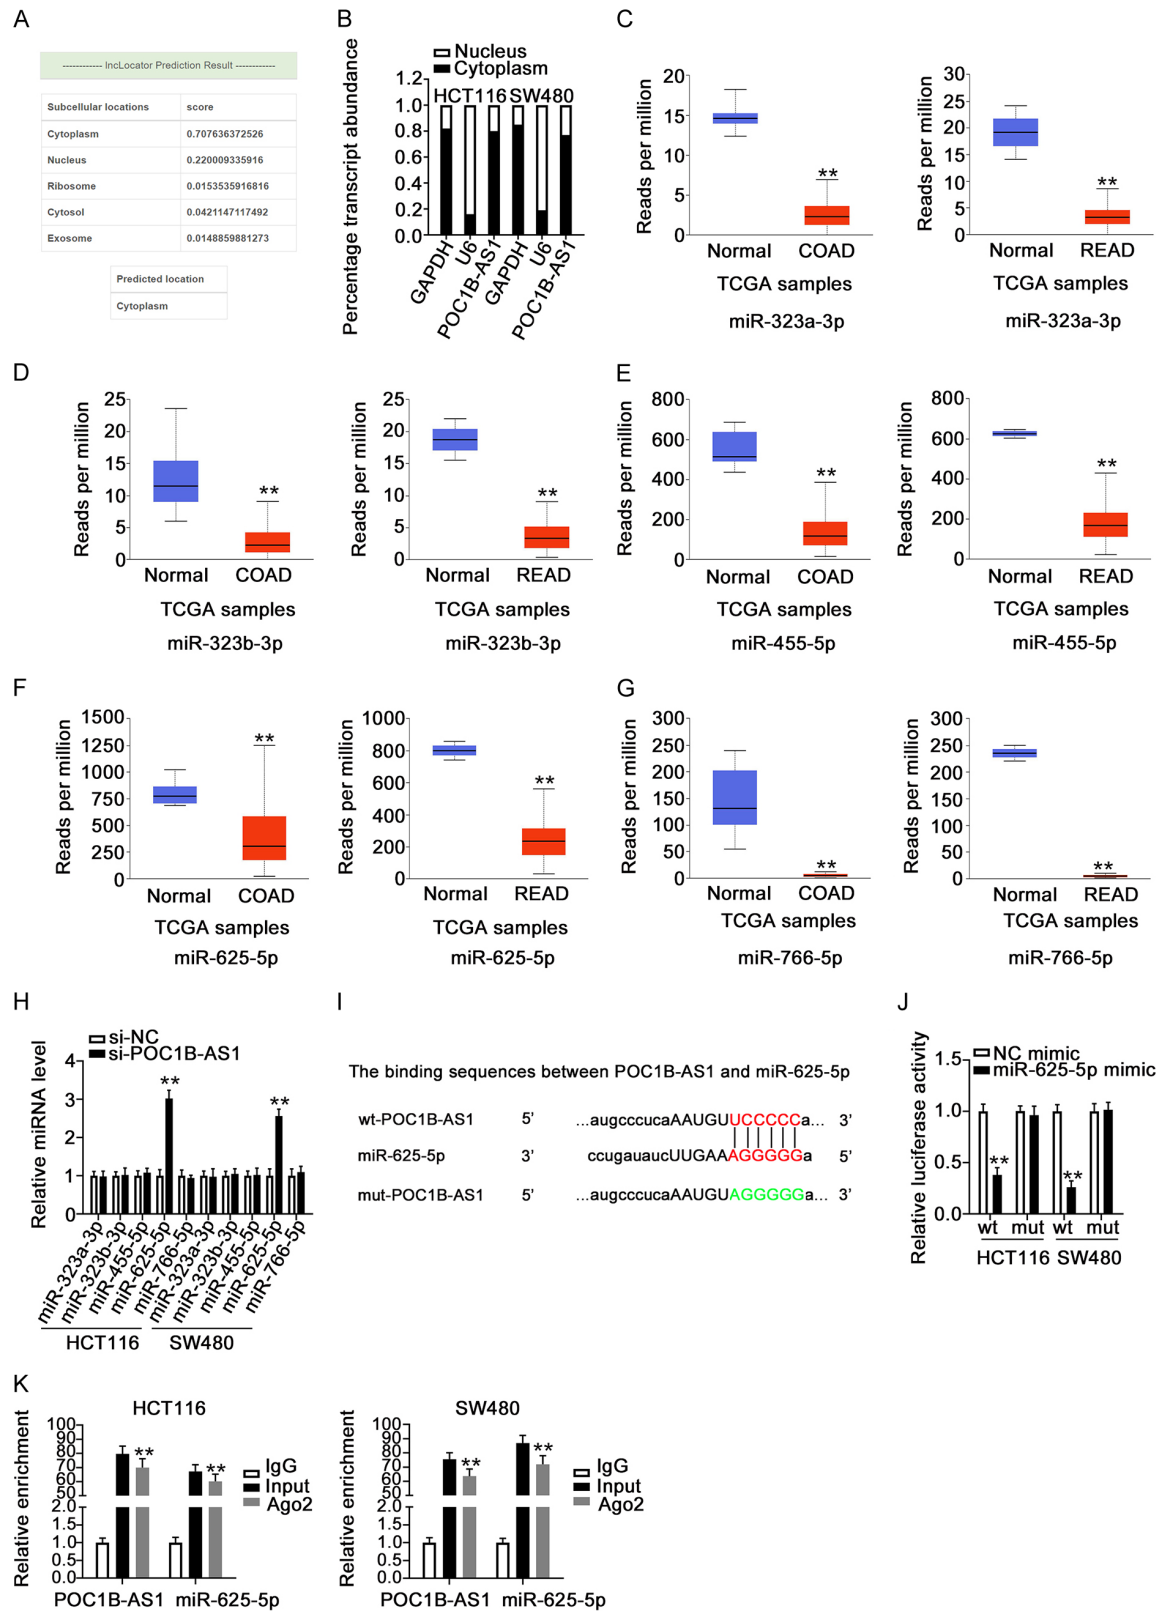 A
------------ lncLocator Prediction Result ------------
Subcellular locations score
Cytoplasm 0.707636372526
Nucleus 0.220009335916
Ribosome 0.0153535916816
Cytosol 0.0421147117492
Exosome 0.0148859881273
Predicted location
Cytoplasm
B
Nucleus
Cytoplasm
Percentage transcript abundance
1.2
1.0
0.8
0.6
0.4
0.2
0.0
HCT116 SW480
GAPDH
U6
POC1B-AS1
GAPDH
U6
POC1B-AS1
C
Reads per million
20
15
10
5
0
**
Normal COAD
TCGA samples
miR-323a-3p
Reads per million
30
25
20
15
10
5
0
**
Normal READ
TCGA samples
miR-323a-3p
D
Reads per million
25
20
15
10
5
0
**
Normal COAD
TCGA samples
miR-323b-3p
Reads per million
25
20
15
10
5
0
**
Normal READ
TCGA samples
miR-323b-3p
E
Reads per million
800
600
400
200
0
**
Normal COAD
TCGA samples
miR-455-5p
Reads per million
800
600
400
200
0
**
Normal READ
TCGA samples
miR-455-5p
F
Reads per million
1500
1250
1000
750
500
250
0
**
Normal COAD
TCGA samples
miR-625-5p
Reads per million
1000
800
600
400
200
0
**
Normal READ
TCGA samples
miR-625-5p
G
Reads per million
300
250
200
150
100
50
0
**
Normal COAD
TCGA samples
miR-766-5p
Reads per million
300
250
200
150
100
50
0
**
Normal READ
TCGA samples
miR-766-5p
H
si-NC
si-POC1B-AS1
Relative miRNA level
4
3
2
1
0
**
**
miR-323a-3p
miR-323b-3p
miR-455-5p
miR-625-5p
miR-766-5p
miR-323a-3p
miR-323b-3p
miR-455-5p
miR-625-5p
miR-766-5p
HCT116 SW480
I
The binding sequences between POC1B-AS1 and miR-625-5p
wt-POC1B-AS1 5’ ...augcccucaAAUGUUCCCCCa... 3’
miR-625-5p 3’ ccugauaucUUGAAAGGGGGa 5’
mut-POC1B-AS1 5’ ...augcccucaAAUGUAGGGGGa... 3’
J
NC mimic
miR-625-5p mimic
Relative luciferase activity
1.5
1.0
0.5
0
**
**
wt mut wt mut
HCT116 SW480
K
HCT116
Relative enrichment
100
90
80
70
60
50
2.0
1.5
1.0
0.5
0.0
**
**
IgG
Input
Ago2
POC1B-AS1 miR-625-5p
SW480
Relative enrichment
100
90
80
70
60
50
2.0
1.5
1.0
0.5
0.0
**
**
IgG
Input
Ago2
POC1B-AS1 miR-625-5p